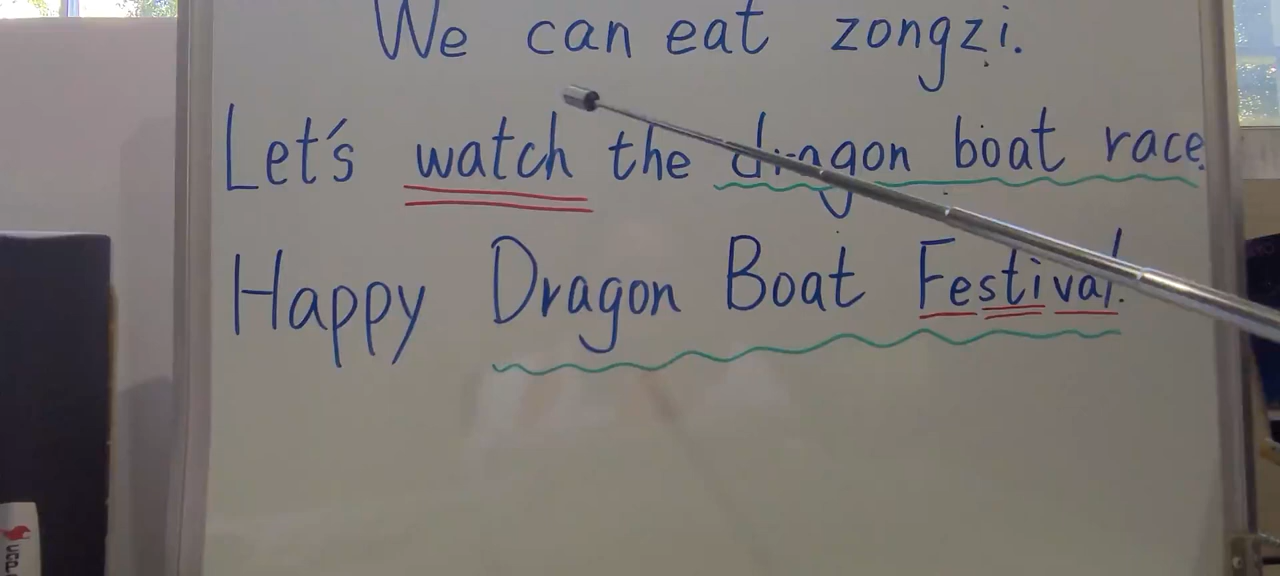 We can eat zongzi.
Let's watch the dragon boat race.
Happy Dragon Boat Festival.